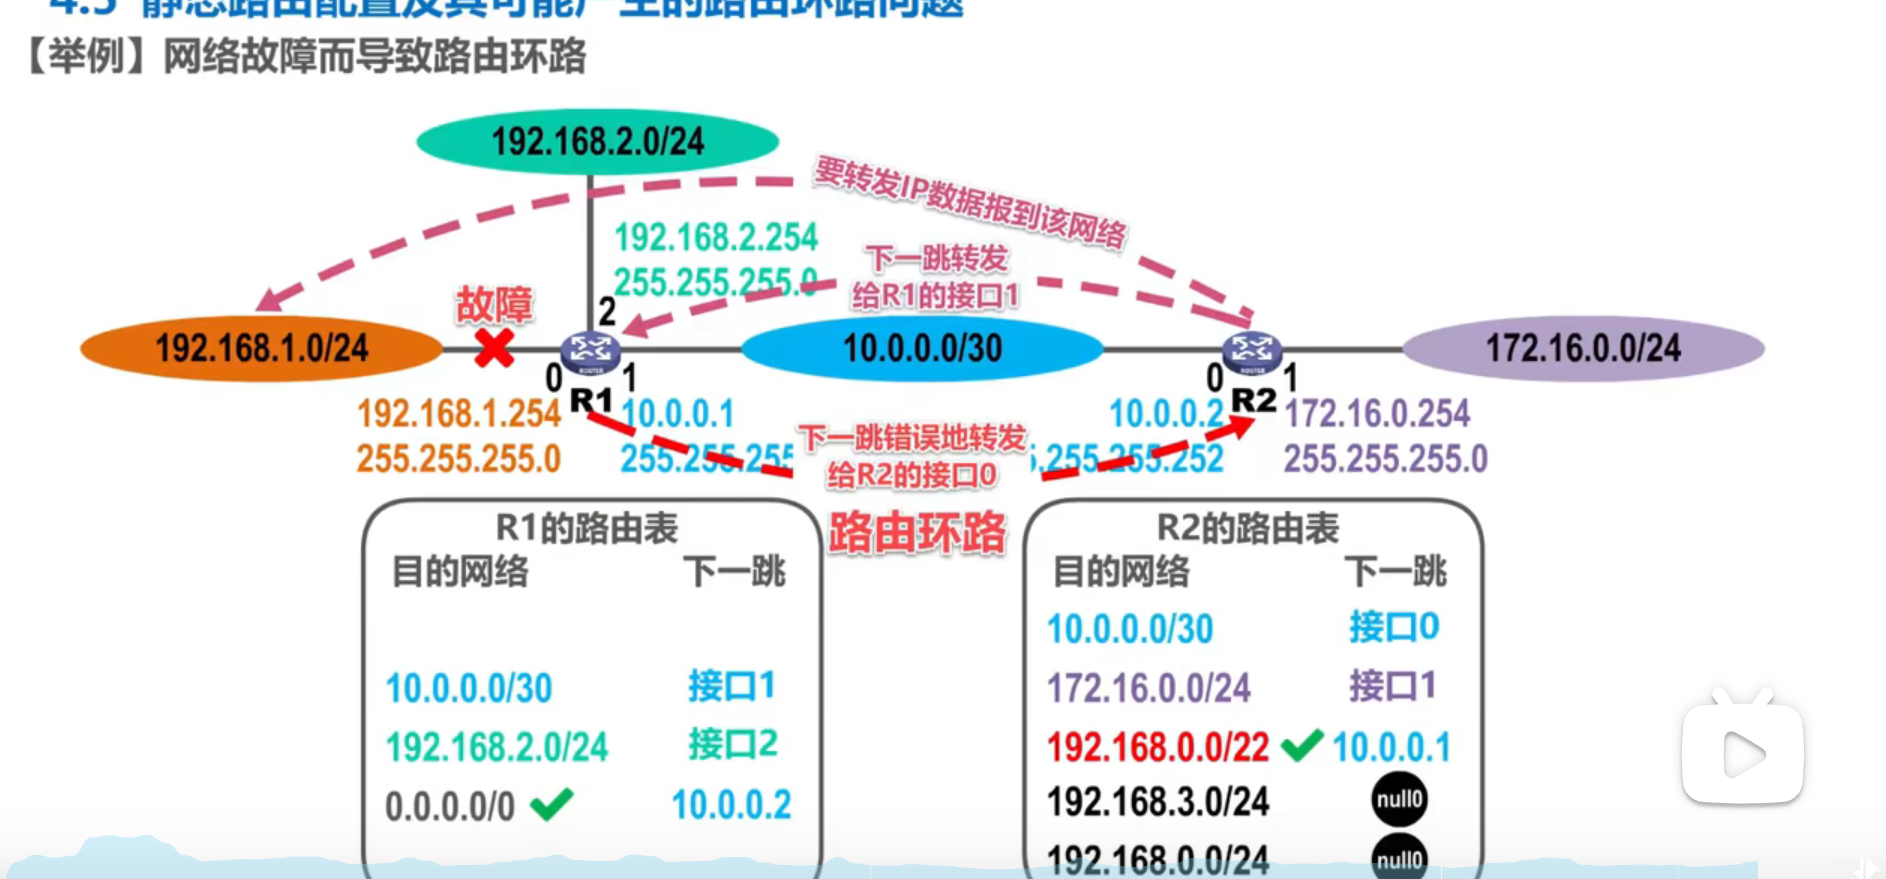 4.5 静态路由配置及其可能产生的路由环路问题
【举例】网络故障而导致路由环路
192.168.2.0/24
要转发IP数据报到该网络
192.168.2.254
255.255.255.0
下一跳转发
给R1的接口1
故障
2
192.168.1.0/24
10.0.0.0/30
172.16.0.0/24
ROUTER
ROUTER
0
1
0
1
R1
R2
192.168.1.254
255.255.255.0
10.0.0.1
255.255.255
下一跳错误地转发
给R2的接口0
10.0.0.2
.255.255.252
172.16.0.254
255.255.255.0
路由环路
R1的路由表
目的网络 下一跳
10.0.0.0/30 接口1
192.168.2.0/24 接口2
0.0.0.0/0 10.0.0.2
R2的路由表
目的网络 下一跳
10.0.0.0/30 接口0
172.16.0.0/24 接口1
192.168.0.0/22 10.0.0.1
192.168.3.0/24 null0
192.168.0.0/24 null0